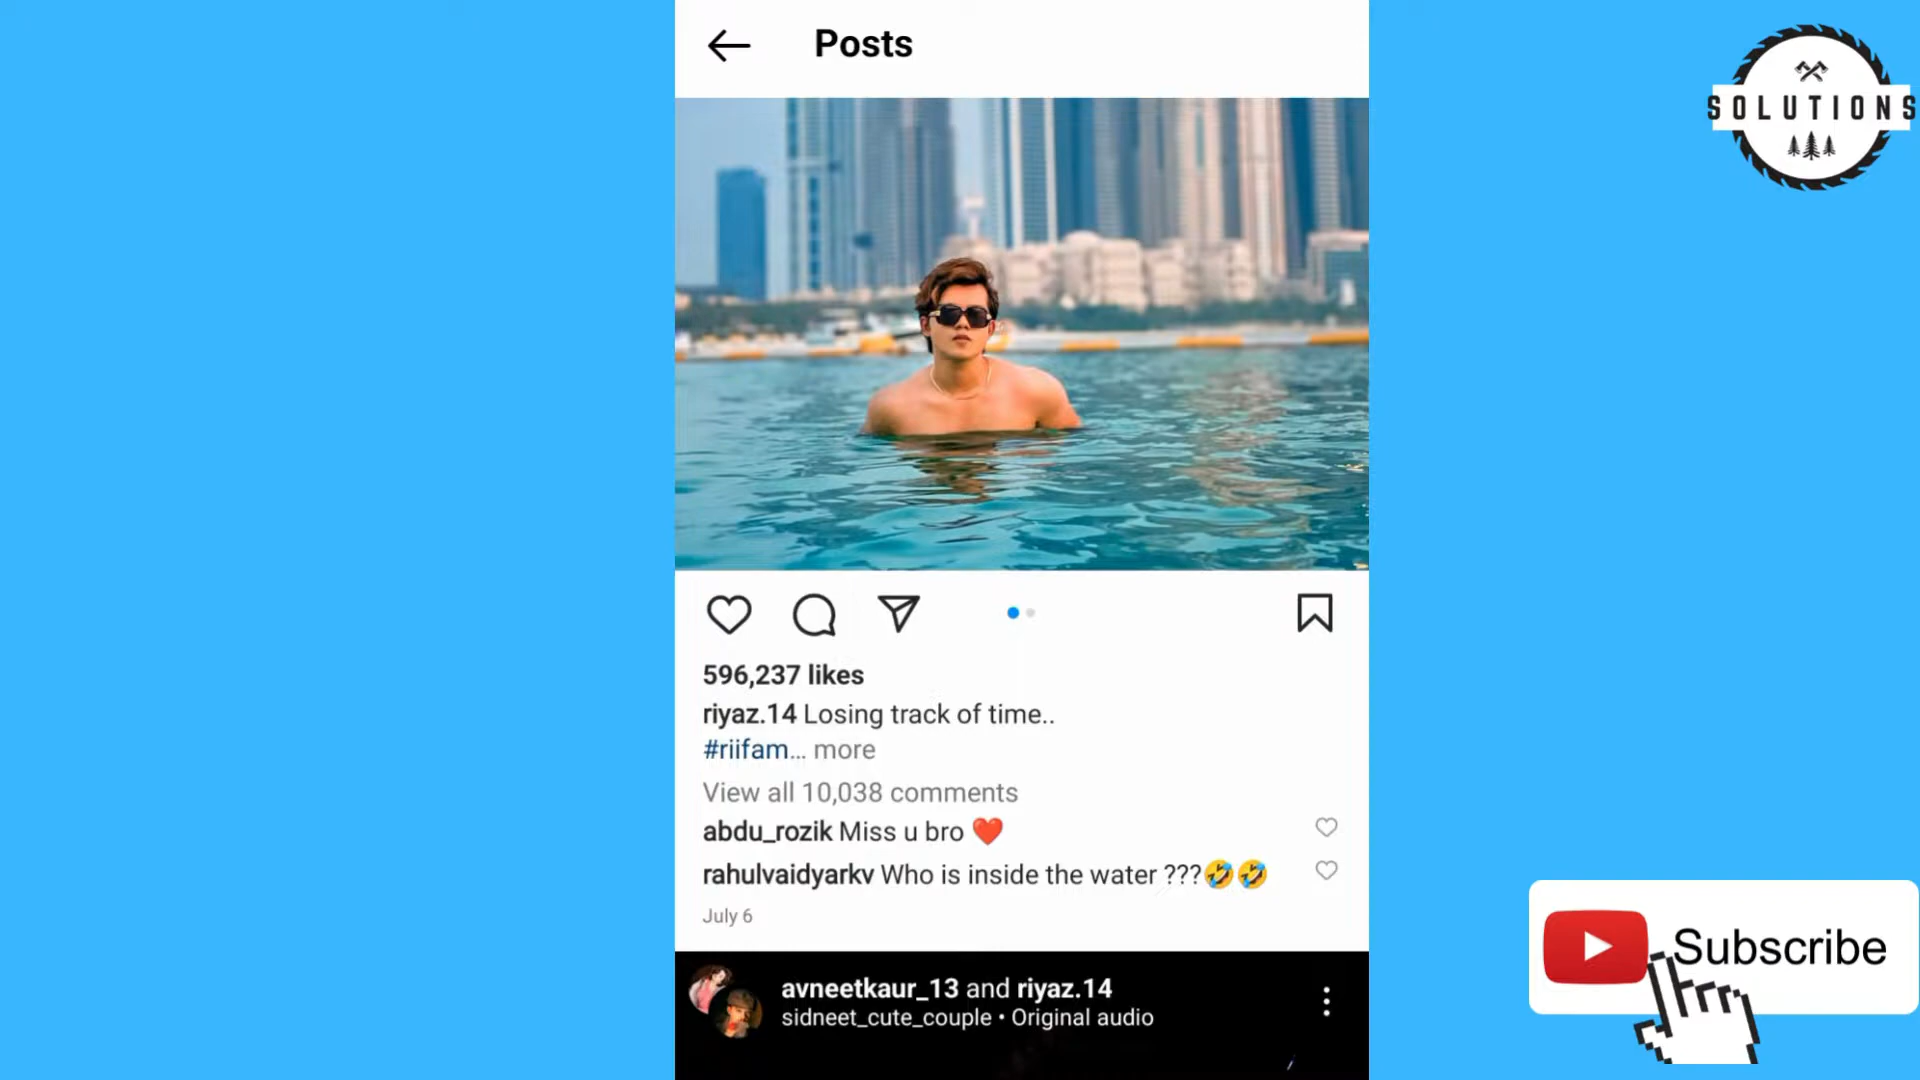 Posts
SOLUTIONS
596,237 likes
riyaz.14 Losing track of time..
#riifam... more
View all 10,038 comments
abdu_rozik Miss u bro ❤️
rahulvaidyarkv Who is inside the water ???🤣🤣
July 6
Subscribe
avneetkaur_13 and riyaz.14
sidneet_cute_couple • Original audio